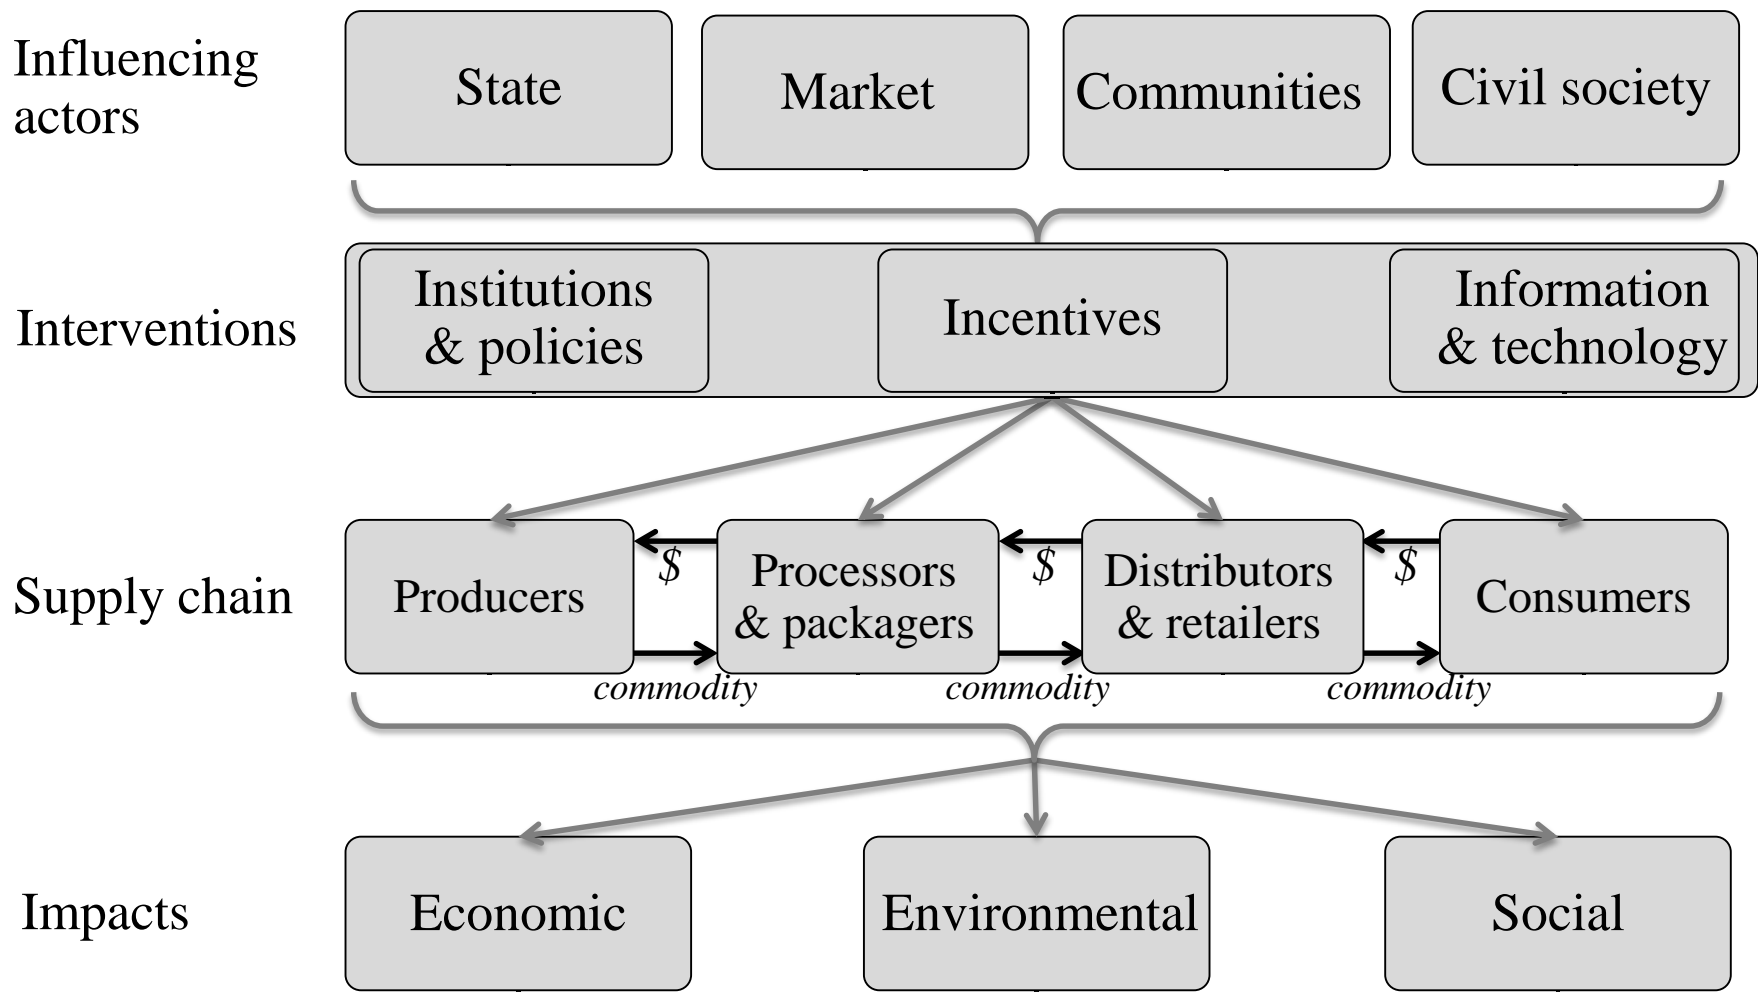 Influencing
actors
State
Market
Communities
Civil society
Interventions
Institutions
& policies
Incentives
Information
& technology
Supply chain
Producers
$
commodity
Processors
& packagers
$
commodity
Distributors
& retailers
$
commodity
Consumers
Impacts
Economic
Environmental
Social